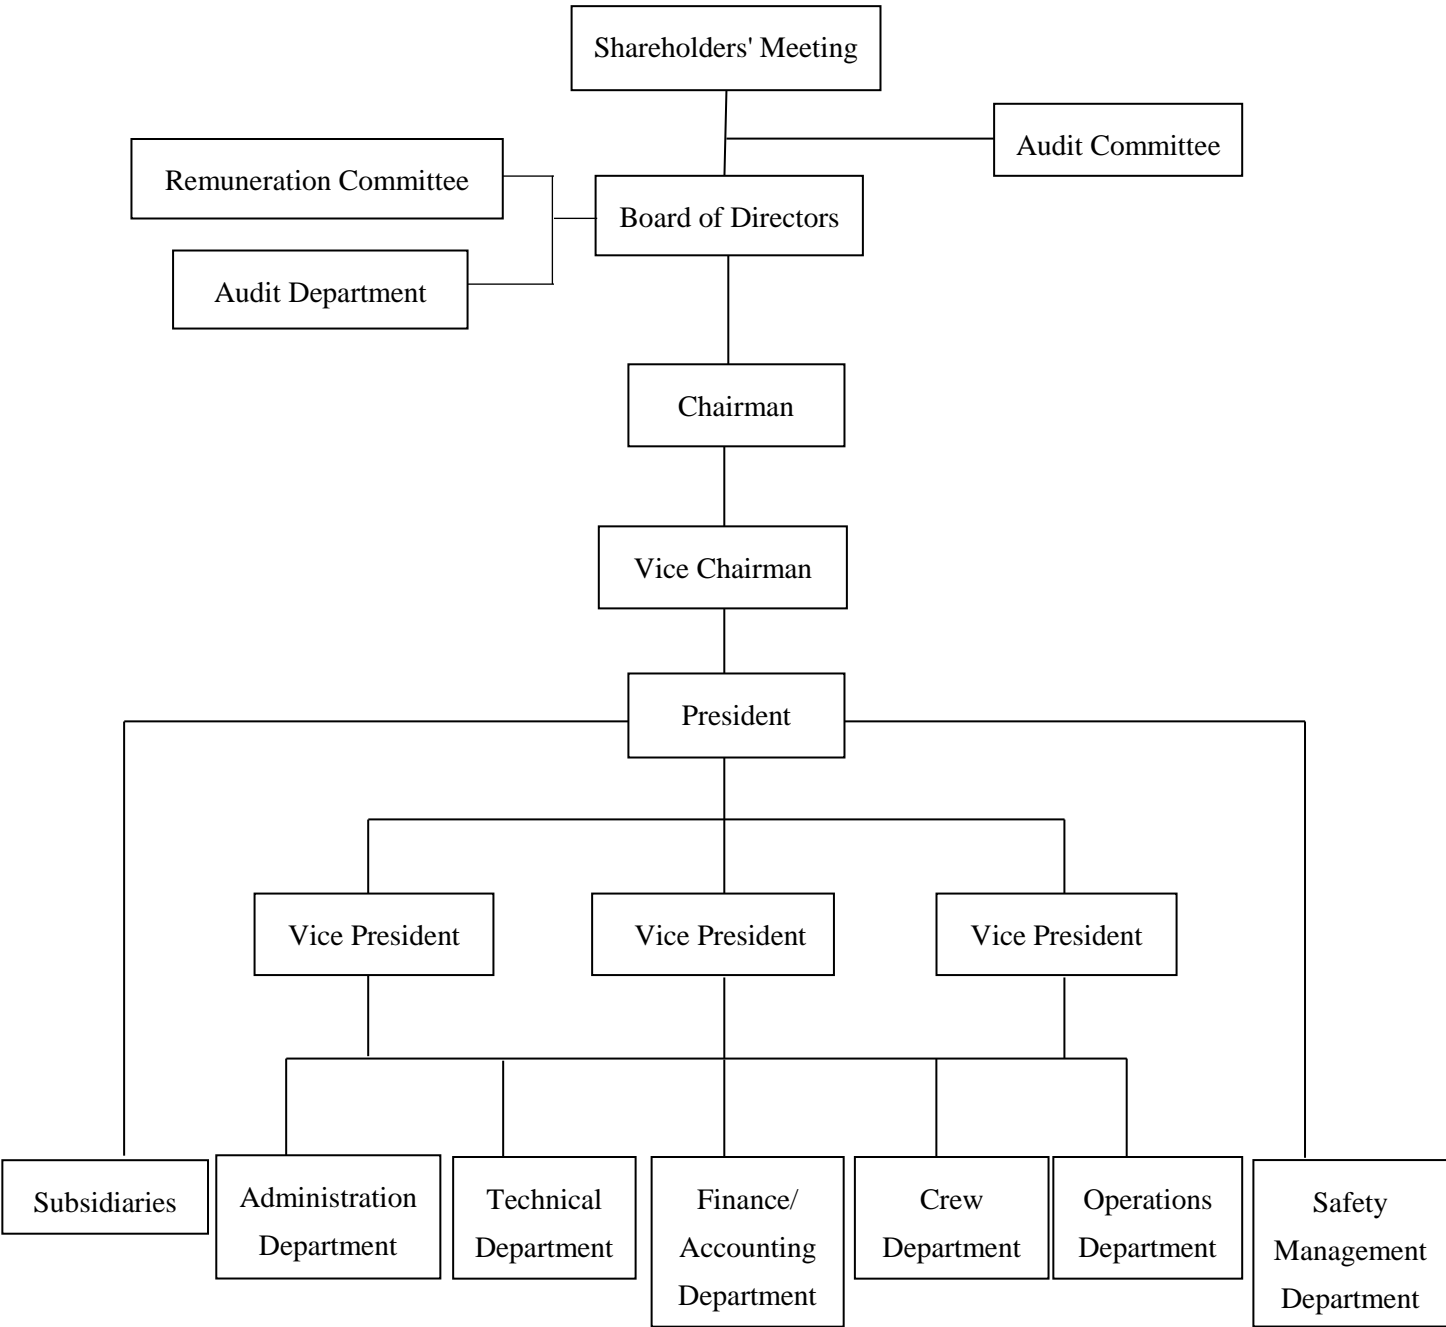 Shareholders' Meeting
Audit Committee
Remuneration Committee
Board of Directors
Audit Department
Chairman
Vice Chairman
President
Vice President
Vice President
Vice President
Subsidiaries
Administration
Department
Technical
Department
Finance/
Accounting
Department
Crew
Department
Operations
Department
Safety
Management
Department